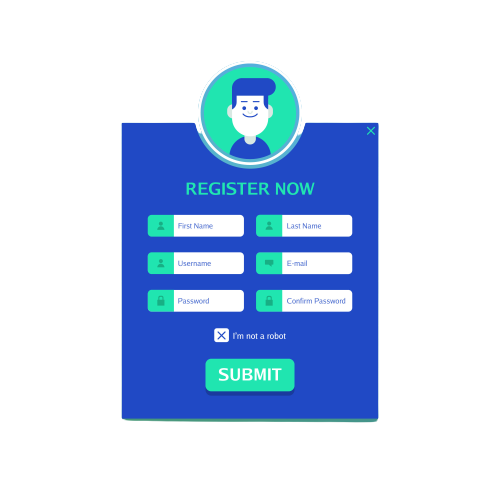 REGISTER NOW
First Name
Last Name
Username
E-mail
Password
Confirm Password
I'm not a robot
SUBMIT